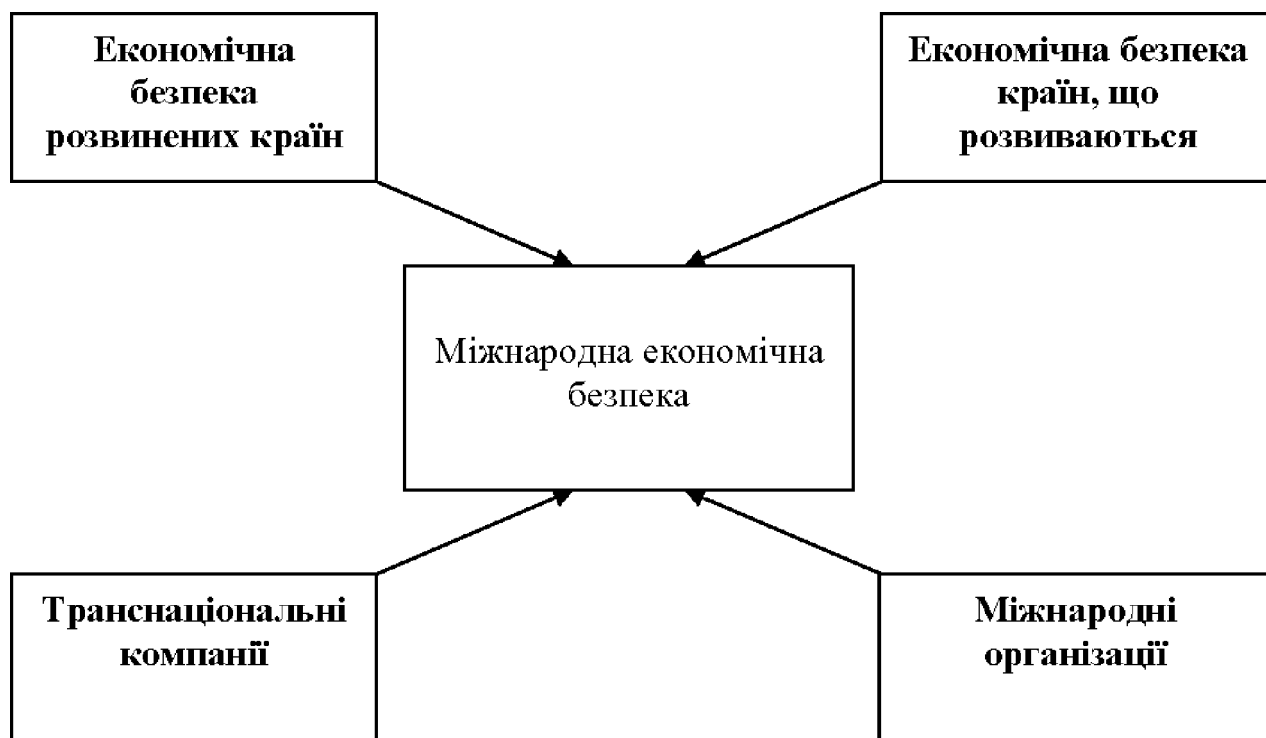 Економічна
безпека
розвинених країн
Економічна безпека
країн, що
розвиваються
Міжнародна економічна
безпека
Транснаціональні
компанії
Міжнародні
організації